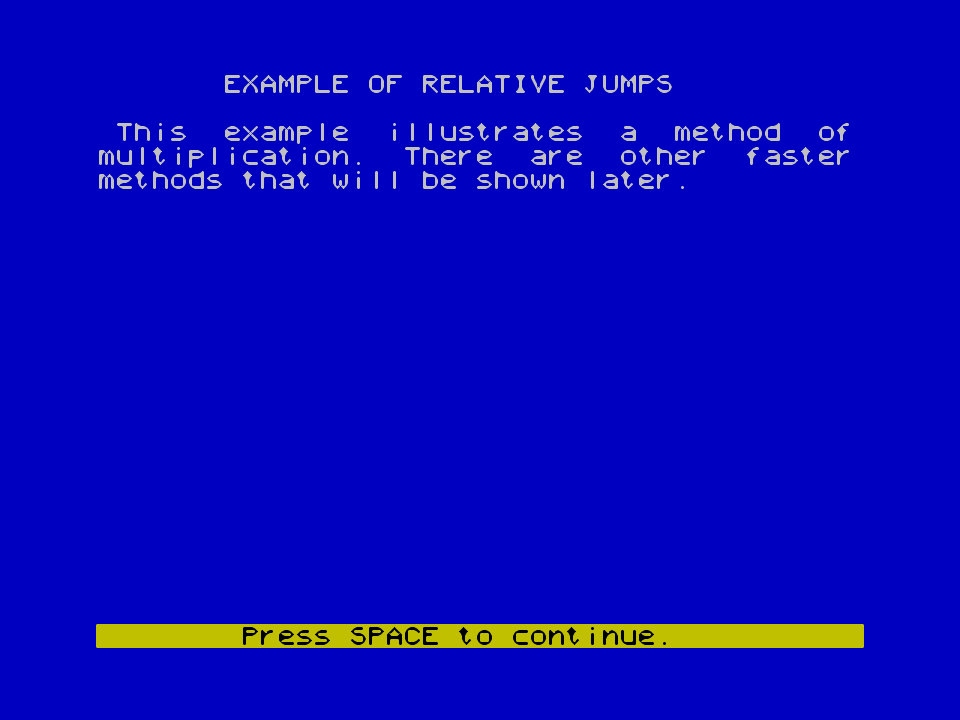 EXAMPLE OF RELATIVE JUMPS
This example illustrates a method of
multiplication. There are other faster
methods that will be shown later.
Press SPACE to continue.